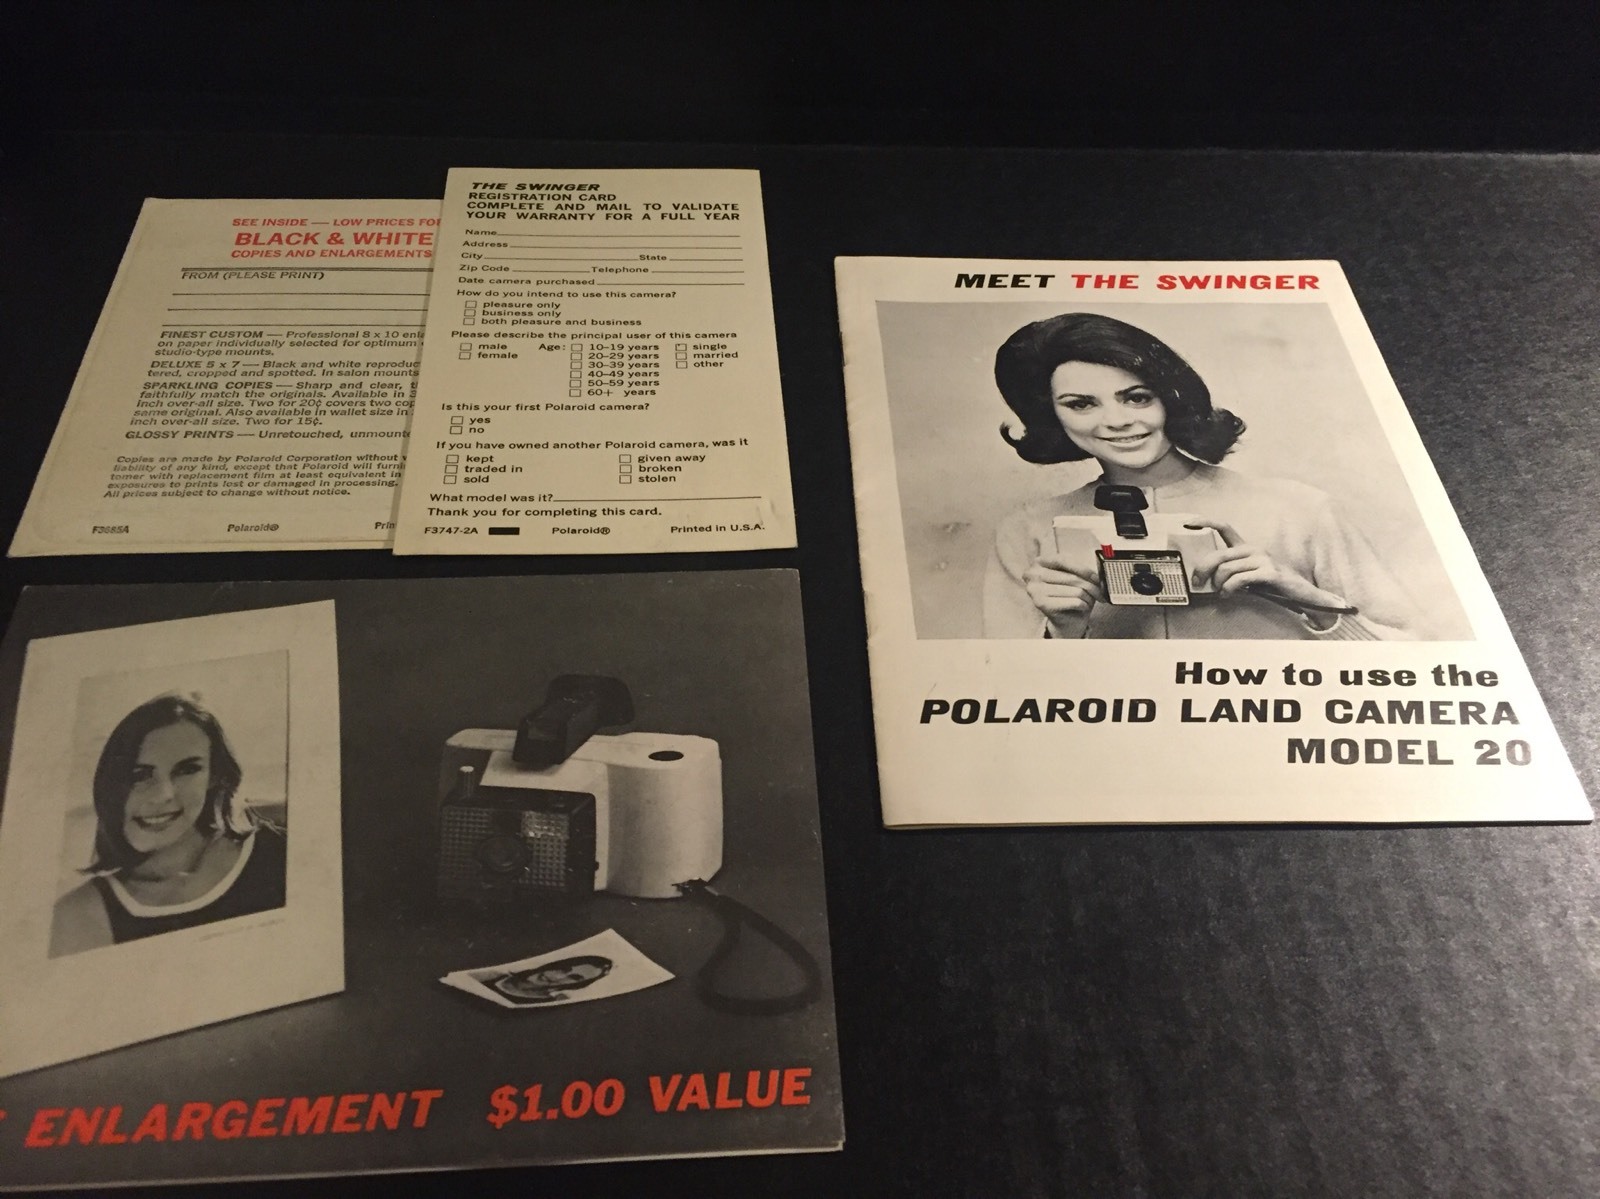 SEE INSIDE — LOW PRICES FOR
BLACK & WHITE
COPIES AND ENLARGEMENTS
FROM (PLEASE PRINT)
FINEST CUSTOM — Professional 8 x 10
on paper individually selected for optimum
studio-type mounts.
DELUXE 5 x 7 — Black and white
tered, cropped and spotted. In salon mounts
SPARKLING COPIES — Sharp and clear,
faithfully match the originals. Available in
inch over-all size. Two for 20¢ covers two
same original. Also available in wallet size in
inch over-all size. Two for 15¢.
GLOSSY PRINTS — Unretouched,
Copies are made by Polaroid Corporation without
liability of any kind, except that Polaroid will
tomer with replacement film at least equivalent in
exposures to prints lost or damaged in processing.
All prices subject to change without notice.
F3685A Polaroid®
THE SWINGER
REGISTRATION CARD
COMPLETE AND MAIL TO VALIDATE
YOUR WARRANTY FOR A FULL YEAR
Name
Address
City State
Zip Code Telephone
Date camera purchased
How do you intend to use this camera?
pleasure only
business only
both pleasure and business
Please describe the principal user of this camera
male Age: 10–19 years single
female 20–29 years married
30–39 years other
40–49 years
50–59 years
60+ years
Is this your first Polaroid camera?
yes
no
If you have owned another Polaroid camera, was it
kept given away
traded in broken
sold stolen
What model was it?
Thank you for completing this card.
F3747-2A Polaroid® Printed in U.S.A.
MEET THE SWINGER
How to use the
POLAROID LAND CAMERA
MODEL 20
ENLARGEMENT $1.00 VALUE